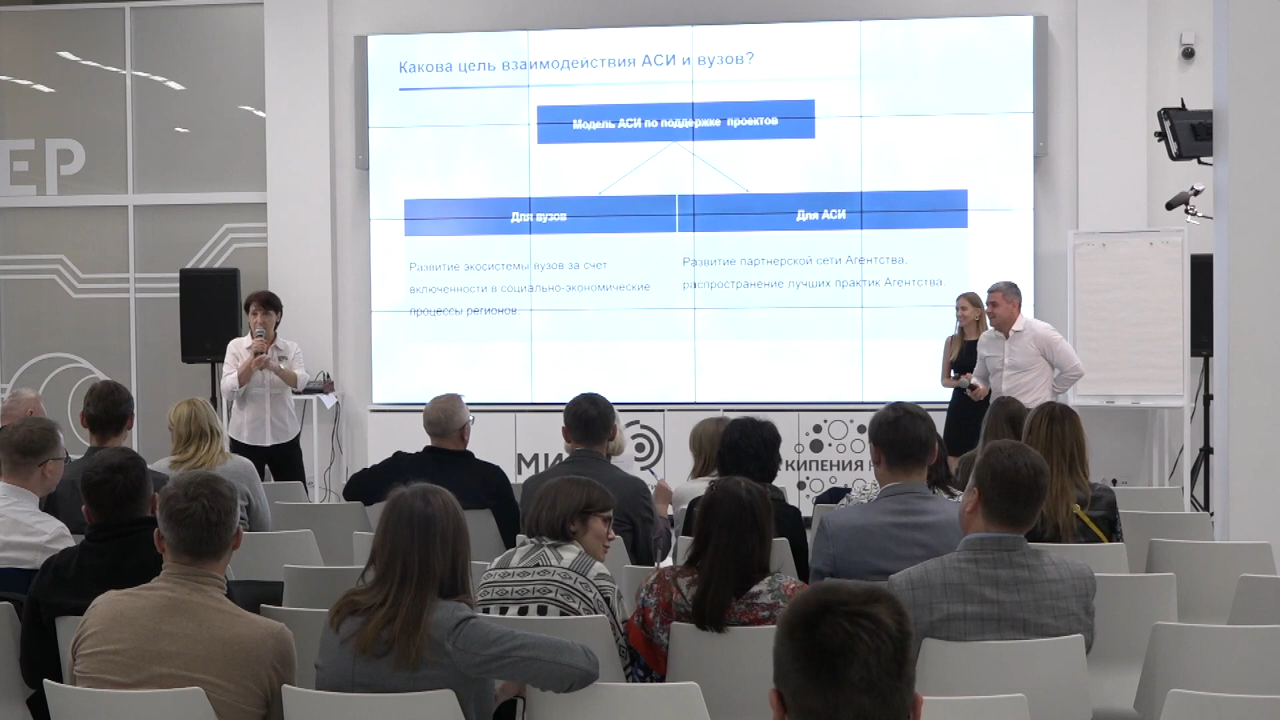 Какова цель взаимодействия АСИ и вузов?
Модель АСИ по поддержке проектов
Для вузов
Для АСИ
Развитие экосистемы вузов за счет
включенности в социально-экономические
процессы регионов
Развитие партнерской сети Агентства,
распространение лучших практик Агентства.
ЕР
КИПЕНИЯ